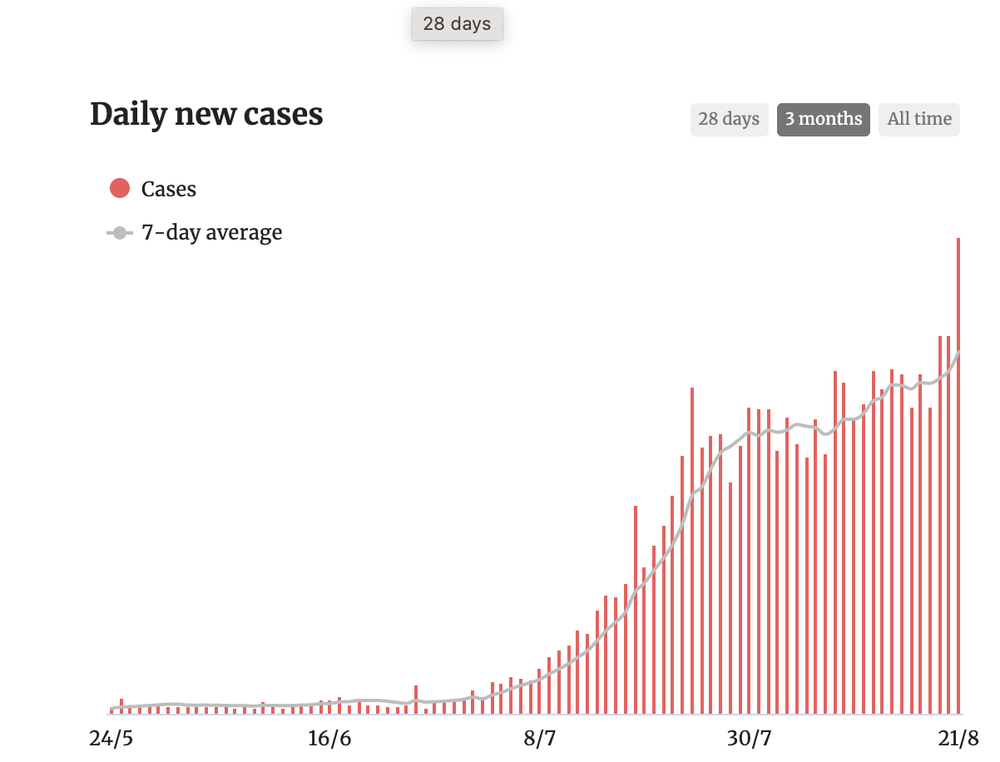 28 days
Daily new cases
28 days 3 months All time
Cases
7-day average
24/5 16/6 8/7 30/7 21/8